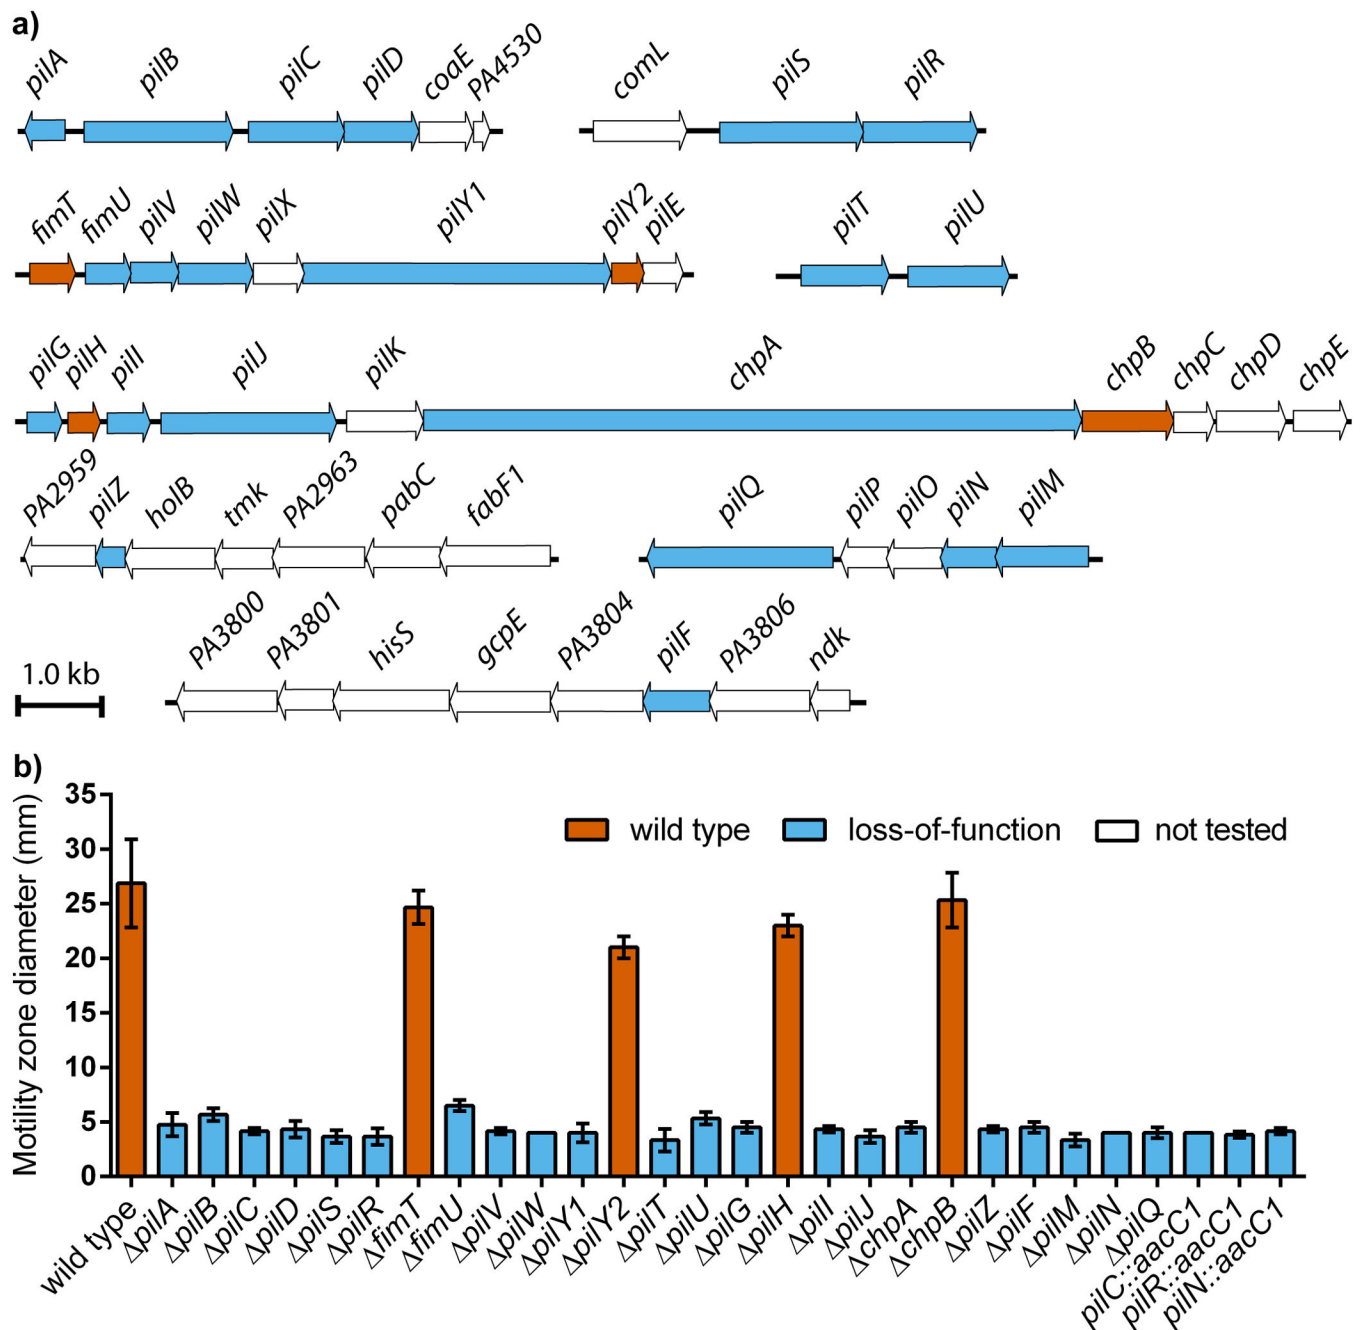 a)
pilA pilB pilC pilD coaE PA4530 comL pilS pilR
fimT fimU pilV pilW pilX pilY1 pilY2 pilE pilT pilU
pilG pilH pilI pilJ pilK chpA chpB chpC chpD chpE
PA2959 pilZ holB tmk PA2963 pabC fabF1 pilQ pilP pilO pilN pilM
PA3800 PA3801 hisS gcpE PA3804 pilF PA3806 ndk
1.0 kb
b)
Motility zone diameter (mm)
35
30
25
20
15
10
5
0
wild type loss-of-function not tested
wild type
ΔpilA
ΔpilB
ΔpilC
ΔpilD
ΔpilS
ΔpilR
ΔfimT
ΔfimU
ΔpilV
ΔpilW
ΔpilY1
ΔpilY2
ΔpilT
ΔpilU
ΔpilG
ΔpilH
ΔpilI
ΔpilJ
ΔchpA
ΔchpB
ΔpilZ
ΔpilF
ΔpilM
ΔpilN
ΔpilQ
pilC::aacC1
pilR::aacC1
pilN::aacC1